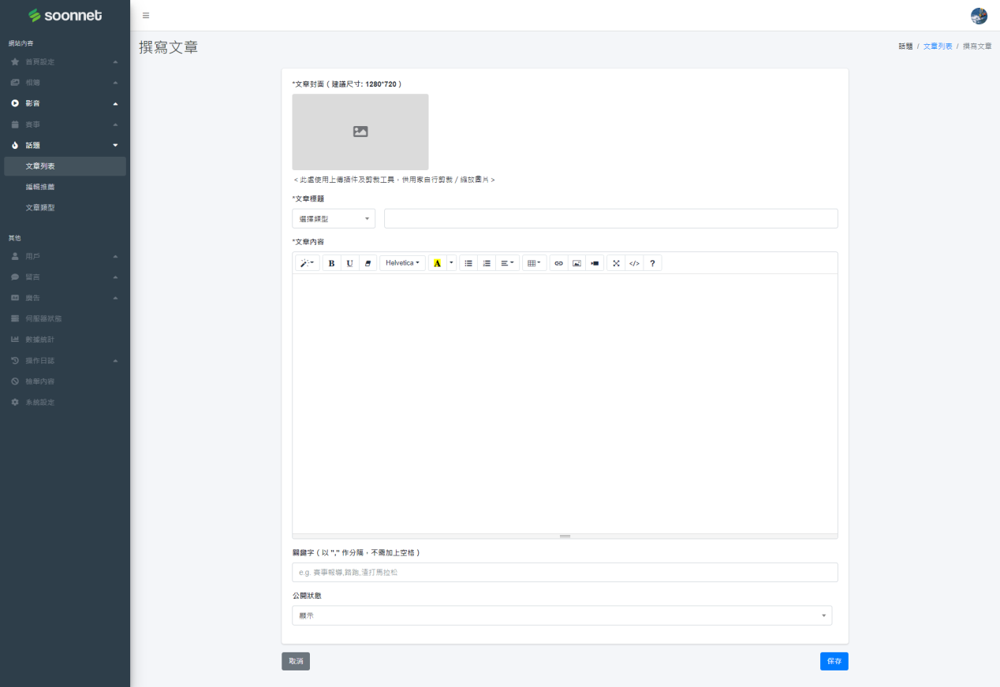 soonnet
網站內容
首頁設定
相簿
影音
賽事
話題
文章列表
編輯推薦
文章類型
其他
用戶
留言
廣告
伺服器狀態
數據統計
操作日誌
檢舉內容
系統設定
撰寫文章
話題 / 文章列表 / 撰寫文章
*文章封面 ( 建議尺寸: 1280*720 )
< 此處使用上傳插件及剪裁工具，供用家自行剪裁 / 縮放圖片 >
*文章標題
選擇類型
*文章內容
B U Helvetica A </> ?
關鍵字 ( 以 "," 作分隔，不需加上空格 )
e.g. 賽事報導,路跑,渣打馬拉松
公開狀態
顯示
取消
保存